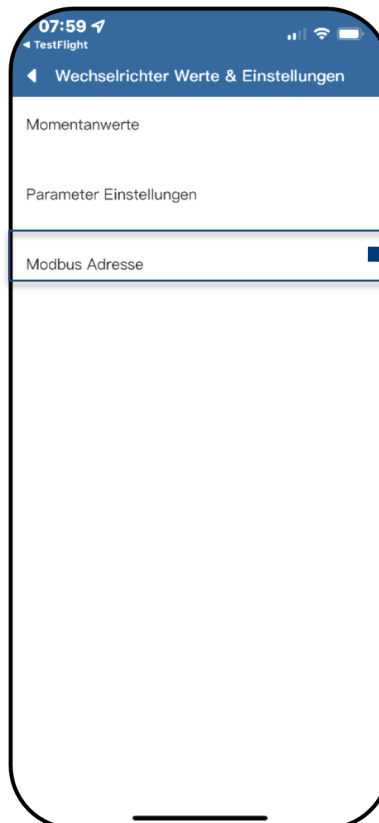 07:59
◀ TestFlight
Wechselrichter Werte & Einstellungen
Momentanwerte
Parameter Einstellungen
Modbus Adresse